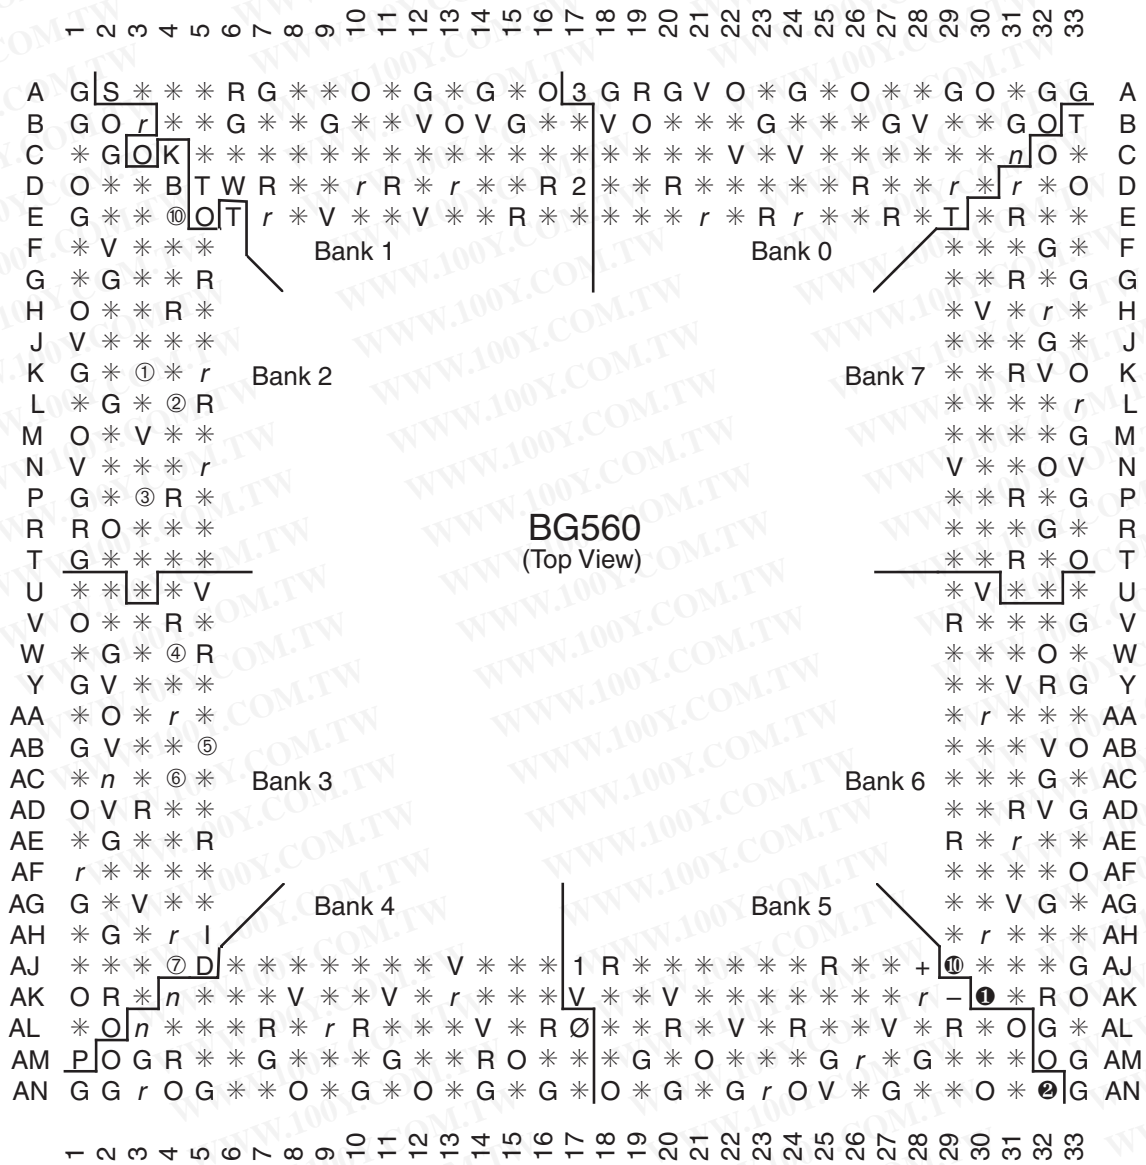 1 2 3 4 5 6 7 8 9 10 11 12 13 14 15 16 17 18 19 20 21 22 23 24 25 26 27 28 29 30 31 32 33
A G S ✳ ✳ ✳ R G ✳ ✳ O ✳ G ✳ G ✳ O 3 G R G V O ✳ G ✳ O ✳ ✳ G O ✳ G G A
B G O r ✳ ✳ G ✳ ✳ G ✳ ✳ V O V G ✳ ✳ V O ✳ ✳ ✳ G ✳ ✳ ✳ G V ✳ ✳ G O T B
C ✳ G O K ✳ ✳ ✳ ✳ ✳ ✳ ✳ ✳ ✳ ✳ ✳ ✳ ✳ ✳ ✳ ✳ ✳ V ✳ V ✳ ✳ ✳ ✳ ✳ ✳ n O ✳ C
D O ✳ ✳ B T W R ✳ ✳ r R ✳ r ✳ ✳ R 2 ✳ ✳ R ✳ ✳ ✳ ✳ ✳ R ✳ ✳ r ✳ r ✳ O D
E G ✳ ✳ ⑩ O T r ✳ V ✳ ✳ V ✳ ✳ R ✳ ✳ ✳ ✳ ✳ r ✳ R r ✳ ✳ R ✳ T ✳ R ✳ ✳ E
F ✳ V ✳ ✳ ✳ Bank 1 Bank 0 ✳ ✳ ✳ G ✳ F
G ✳ G ✳ ✳ R ✳ ✳ R ✳ G G
H O ✳ ✳ R ✳ ✳ V ✳ r ✳ H
J V ✳ ✳ ✳ ✳ ✳ ✳ ✳ G ✳ J
K G ✳ ① ✳ r Bank 2 Bank 7 ✳ ✳ R V O K
L ✳ G ✳ ② R ✳ ✳ ✳ ✳ r L
M O ✳ V ✳ ✳ ✳ ✳ ✳ ✳ G M
N V ✳ ✳ ✳ r V ✳ ✳ O V N
P G ✳ ③ R ✳ ✳ ✳ R ✳ G P
R R O ✳ ✳ ✳ BG560 ✳ ✳ ✳ G ✳ R
T G ✳ ✳ ✳ ✳ (Top View) ✳ ✳ R ✳ O T
U ✳ ✳ ✳ ✳ V ✳ V ✳ ✳ ✳ U
V O ✳ ✳ R ✳ R ✳ ✳ ✳ G V
W ✳ G ✳ ④ R ✳ ✳ ✳ O ✳ W
Y G V ✳ ✳ ✳ ✳ ✳ V R G Y
AA ✳ O ✳ r ✳ ✳ r ✳ ✳ ✳ AA
AB G V ✳ ✳ ⑤ ✳ ✳ ✳ V O AB
AC ✳ n ✳ ⑥ ✳ Bank 3 Bank 6 ✳ ✳ ✳ G ✳ AC
AD O V R ✳ ✳ ✳ ✳ R V G AD
AE ✳ G ✳ ✳ R R ✳ r ✳ ✳ AE
AF r ✳ ✳ ✳ ✳ ✳ ✳ ✳ ✳ O AF
AG G ✳ V ✳ ✳ Bank 4 Bank 5 ✳ ✳ V G ✳ AG
AH ✳ G ✳ r I ✳ r ✳ ✳ ✳ AH
AJ ✳ ✳ ✳ ⑦ D ✳ ✳ ✳ ✳ ✳ ✳ ✳ V ✳ ✳ ✳ 1 R ✳ ✳ ✳ ✳ ✳ ✳ R ✳ ✳ + ❿ ✳ ✳ ✳ G AJ
AK O R ✳ n ✳ ✳ ✳ V ✳ ✳ V ✳ r ✳ ✳ ✳ V ✳ ✳ V ✳ ✳ ✳ ✳ ✳ ✳ ✳ r – ❶ ✳ R O AK
AL ✳ O n ✳ ✳ ✳ R ✳ r R ✳ ✳ ✳ V ✳ R Ø ✳ ✳ R ✳ V ✳ R ✳ ✳ V ✳ R ✳ O G ✳ AL
AM P O G R ✳ ✳ G ✳ ✳ ✳ G ✳ ✳ R O ✳ ✳ ✳ G ✳ O ✳ ✳ ✳ G r ✳ G ✳ ✳ ✳ O G AM
AN G G r O G ✳ ✳ O ✳ G ✳ O ✳ G ✳ G ✳ O ✳ G ✳ G r O V ✳ G ✳ ✳ O ✳ ❷ G AN
1 2 3 4 5 6 7 8 9 10 11 12 13 14 15 16 17 18 19 20 21 22 23 24 25 26 27 28 29 30 31 32 33
WWW.100Y.COM.TW